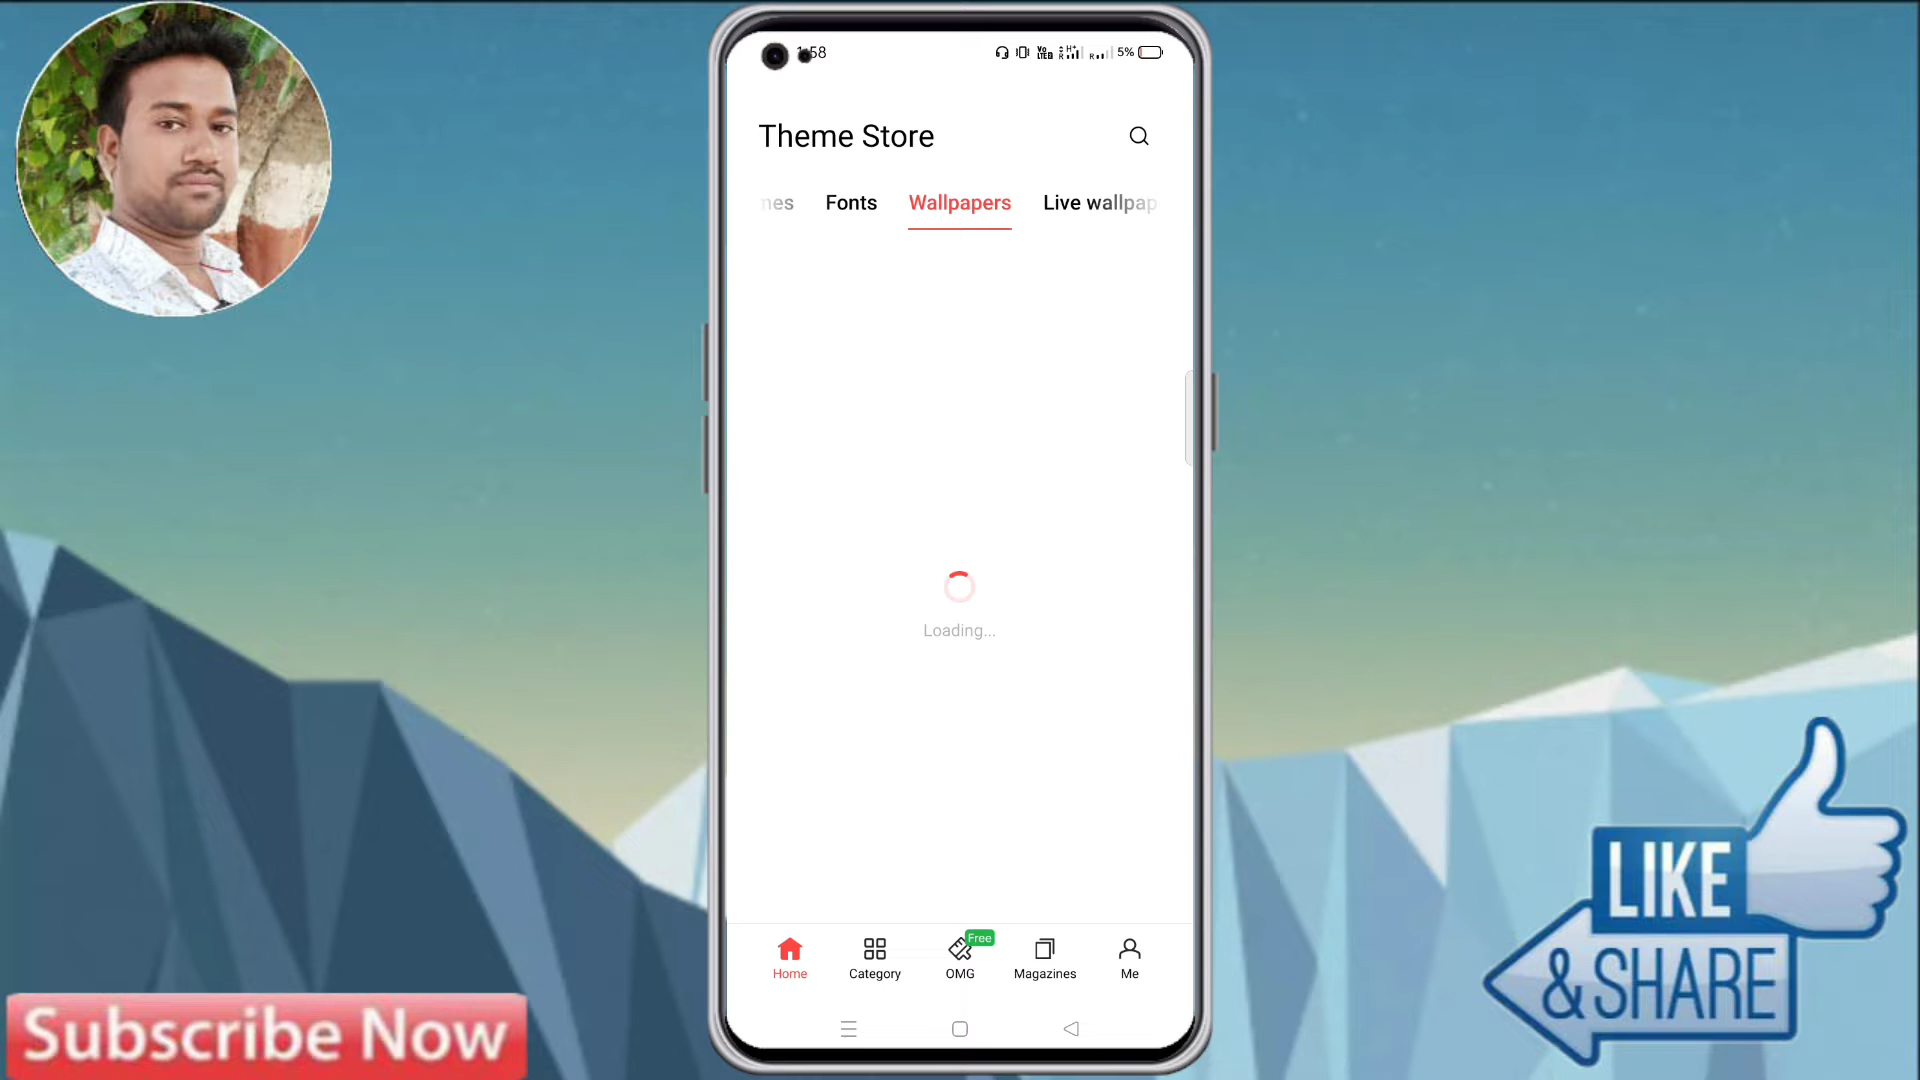 :58
5%
Theme Store
nes Fonts Wallpapers Live wallpap
Loading...
Free
Home Category OMG Magazines Me
LIKE
&SHARE
Subscribe Now